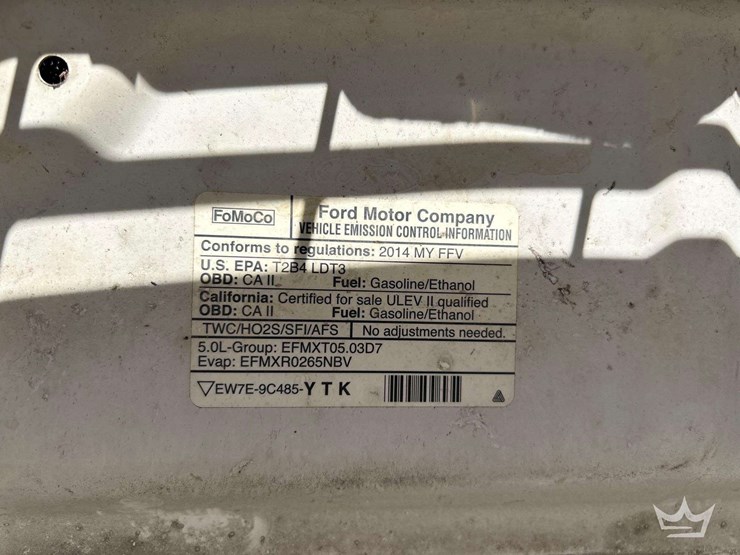 FoMoCo
Ford Motor Company
VEHICLE EMISSION CONTROL INFORMATION
Conforms to regulations: 2014 MY FFV
U.S. EPA: T2B4 LDT3
OBD: CA II Fuel: Gasoline/Ethanol
California: Certified for sale ULEV II qualified
OBD: CA II Fuel: Gasoline/Ethanol
TWC/HO2S/SFI/AFS No adjustments needed.
5.0L-Group: EFMXT05.03D7
Evap: EFMXR0265NBV
EW7E-9C485-YTK